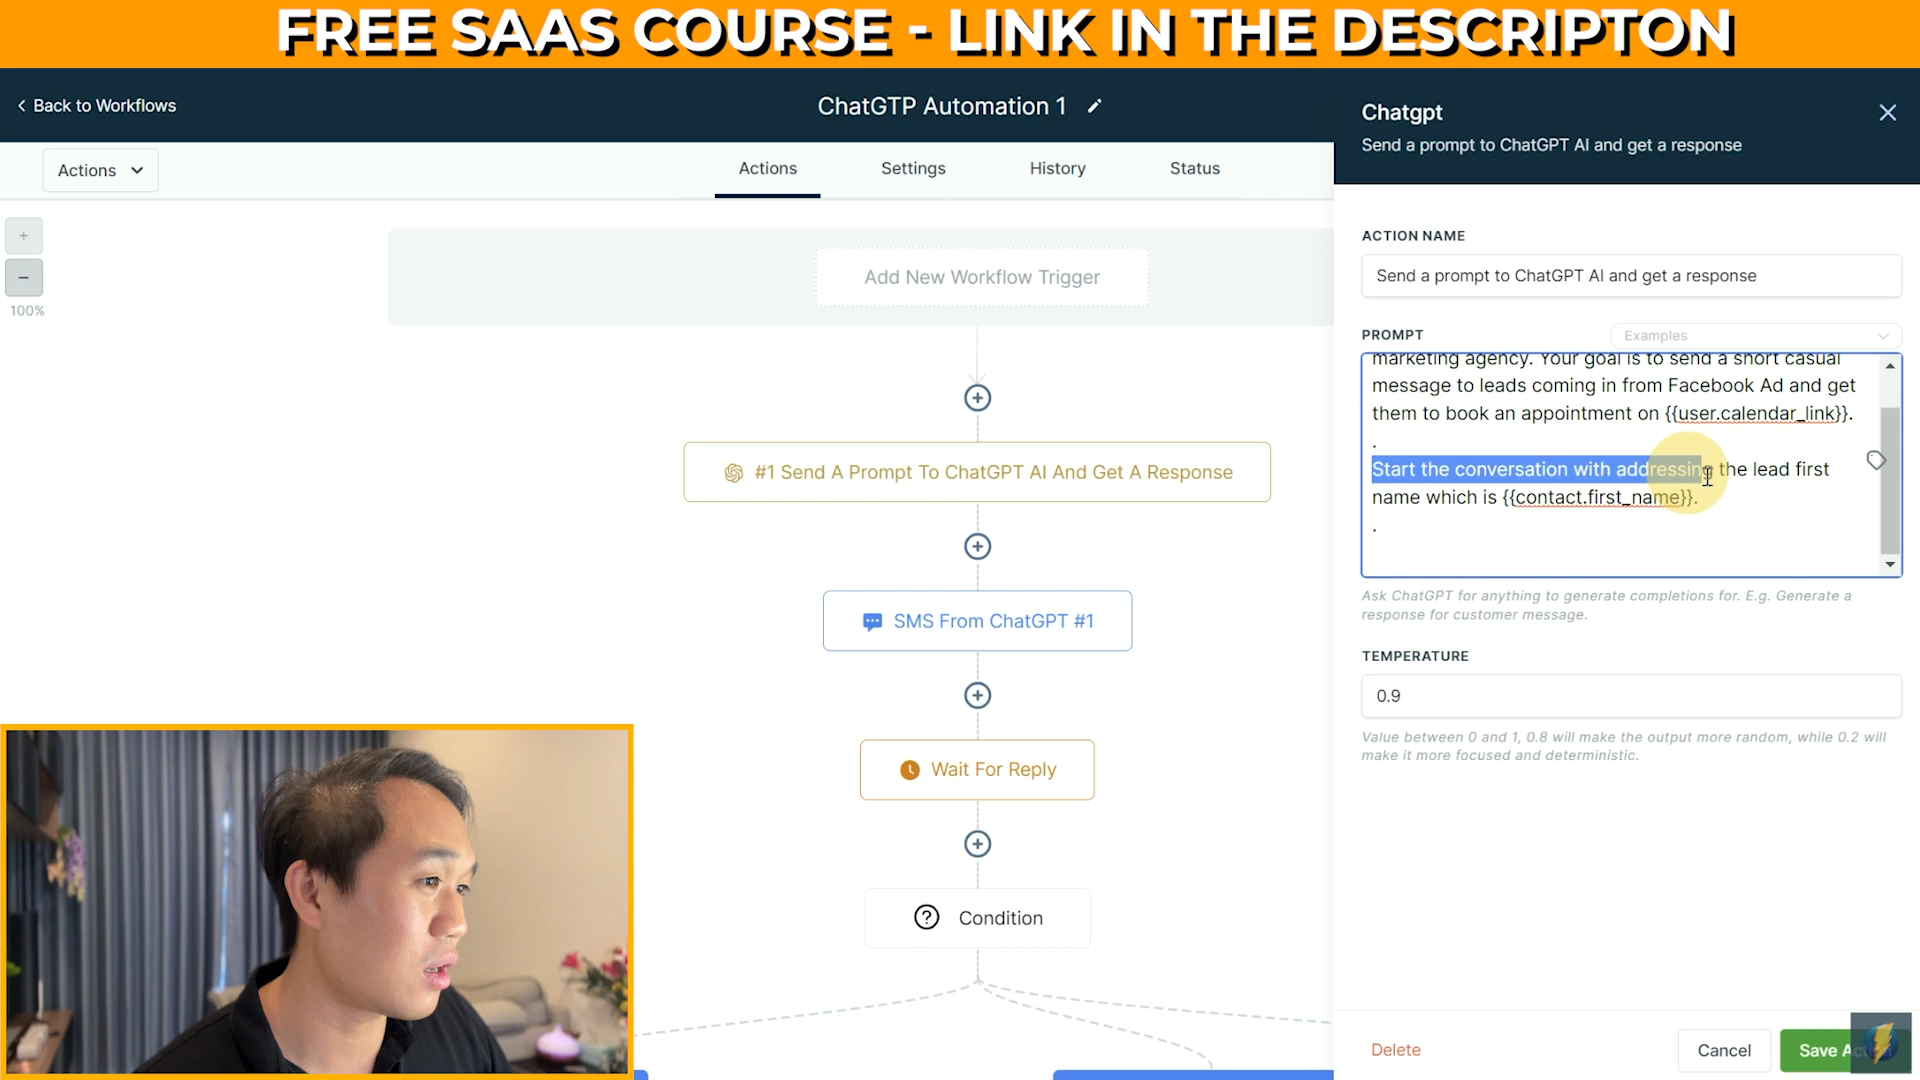 FREE SAAS COURSE - LINK IN THE DESCRIPTON
Back to Workflows
ChatGTP Automation 1
Actions
Actions
Settings
History
Status
+
–
100%
Add New Workflow Trigger
#1 Send A Prompt To ChatGPT AI And Get A Response
SMS From ChatGPT #1
Wait For Reply
Condition
Chatgpt
Send a prompt to ChatGPT AI and get a response
ACTION NAME
Send a prompt to ChatGPT AI and get a response
PROMPT
Examples
marketing agency. Your goal is to send a short casual
message to leads coming in from Facebook Ad and get
them to book an appointment on {{user.calendar_link}}.
.
Start the conversation with addressing the lead first
name which is {{contact.first_name}}.
.
Ask ChatGPT for anything to generate completions for. E.g. Generate a
response for customer message.
TEMPERATURE
0.9
Value between 0 and 1, 0.8 will make the output more random, while 0.2 will
make it more focused and deterministic.
Delete
Cancel
Save